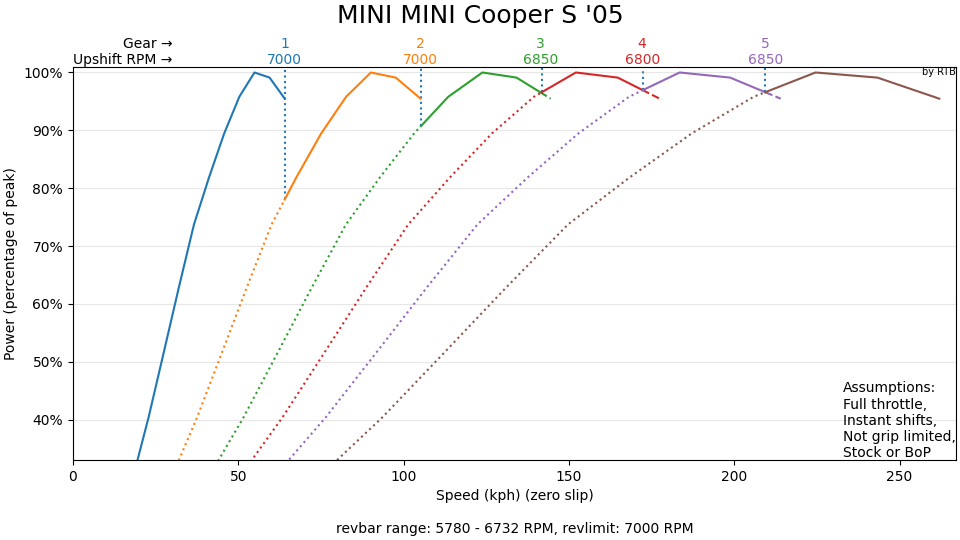 MINI MINI Cooper S '05
Gear → 1 2 3 4 5
Upshift RPM → 7000 7000 6850 6800 6850
by RTB
100%
90%
80%
70%
60%
50%
40%
Power (percentage of peak)
Assumptions:
Full throttle,
Instant shifts,
Not grip limited,
Stock or BoP
0 50 100 150 200 250
Speed (kph) (zero slip)
revbar range: 5780 - 6732 RPM, revlimit: 7000 RPM